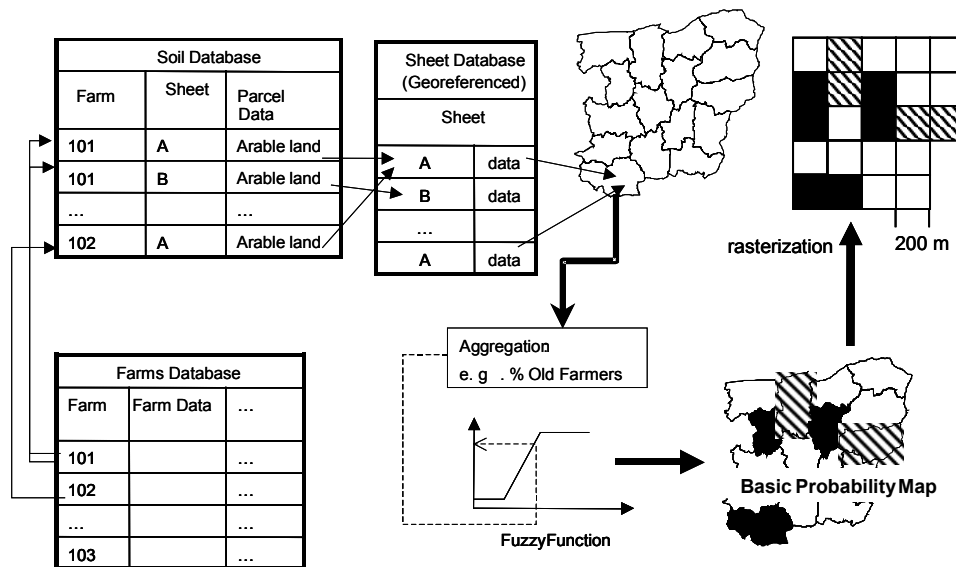 Soil Database
Farm Sheet Parcel Data
101 A Arable land
101 B Arable land
... ...
102 A Arable land
Sheet Database
(Georeferenced)
Sheet
A data
B data
...
A data
200 m
rasterization
Aggregation
e. g . % Old Farmers
Farms Database
Farm Farm Data ...
101 ...
102 ...
... ...
103 ...
FuzzyFunction
Basic Probability Map